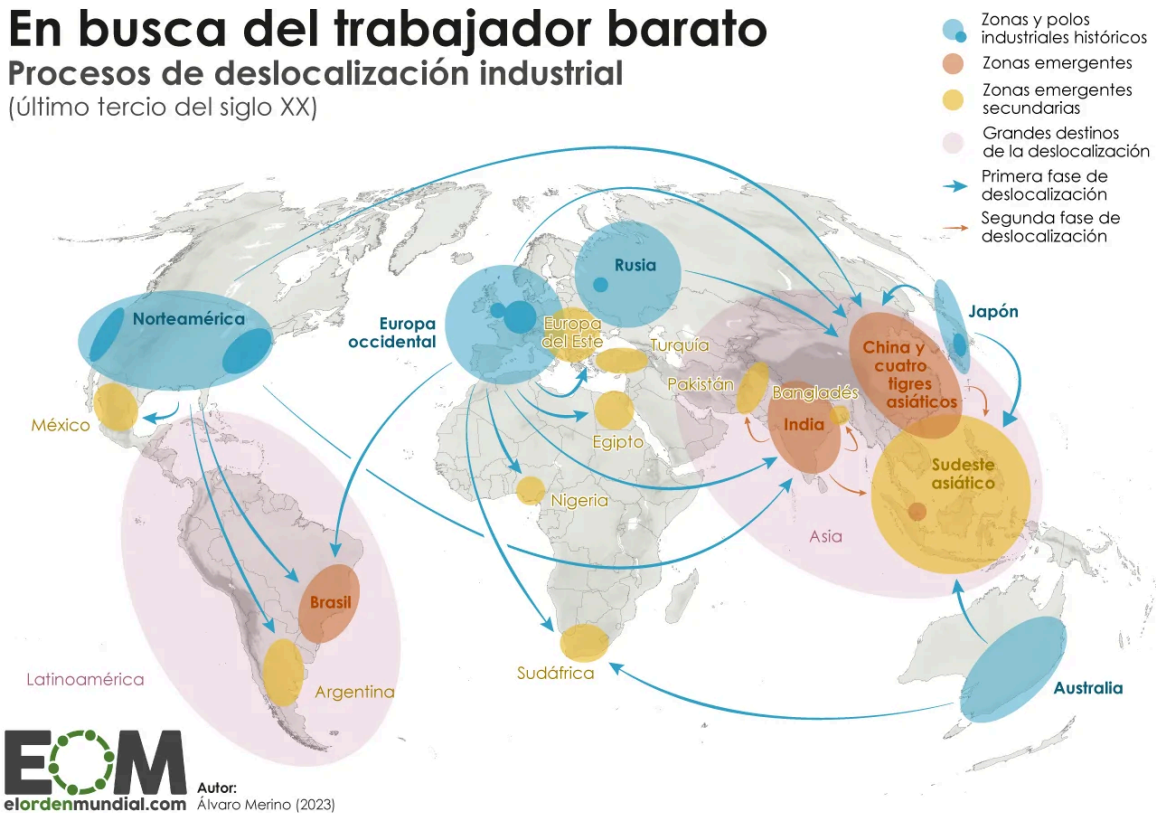 En busca del trabajador barato
Procesos de deslocalización industrial
(último tercio del siglo XX)
Zonas y polos
industriales históricos
Zonas emergentes
Zonas emergentes
secundarias
Grandes destinos
de la deslocalización
Primera fase de
deslocalización
Segunda fase de
deslocalización
Norteamérica
Europa
occidental
Rusia
Europa
del Este
Turquía
Japón
China y
cuatro
tigres
asiáticos
Pakistán
Bangladés
India
México
Egipto
Nigeria
Sudeste
asiático
Asia
Brasil
Sudáfrica
Latinoamérica
Argentina
Australia
EOM
elordenmundial.com
Autor:
Álvaro Merino (2023)